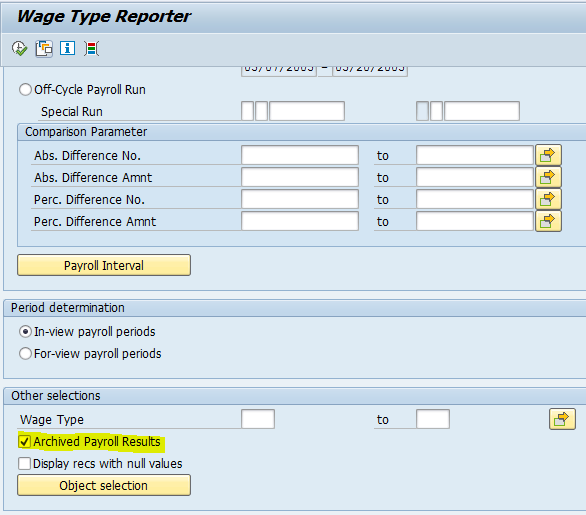 Wage Type Reporter
Off-Cycle Payroll Run
Special Run
Comparison Parameter
Abs. Difference No. to
Abs. Difference Amnt to
Perc. Difference No. to
Perc. Difference Amnt to
Payroll Interval
Period determination
In-view payroll periods
For-view payroll periods
Other selections
Wage Type to
Archived Payroll Results
Display recs with null values
Object selection